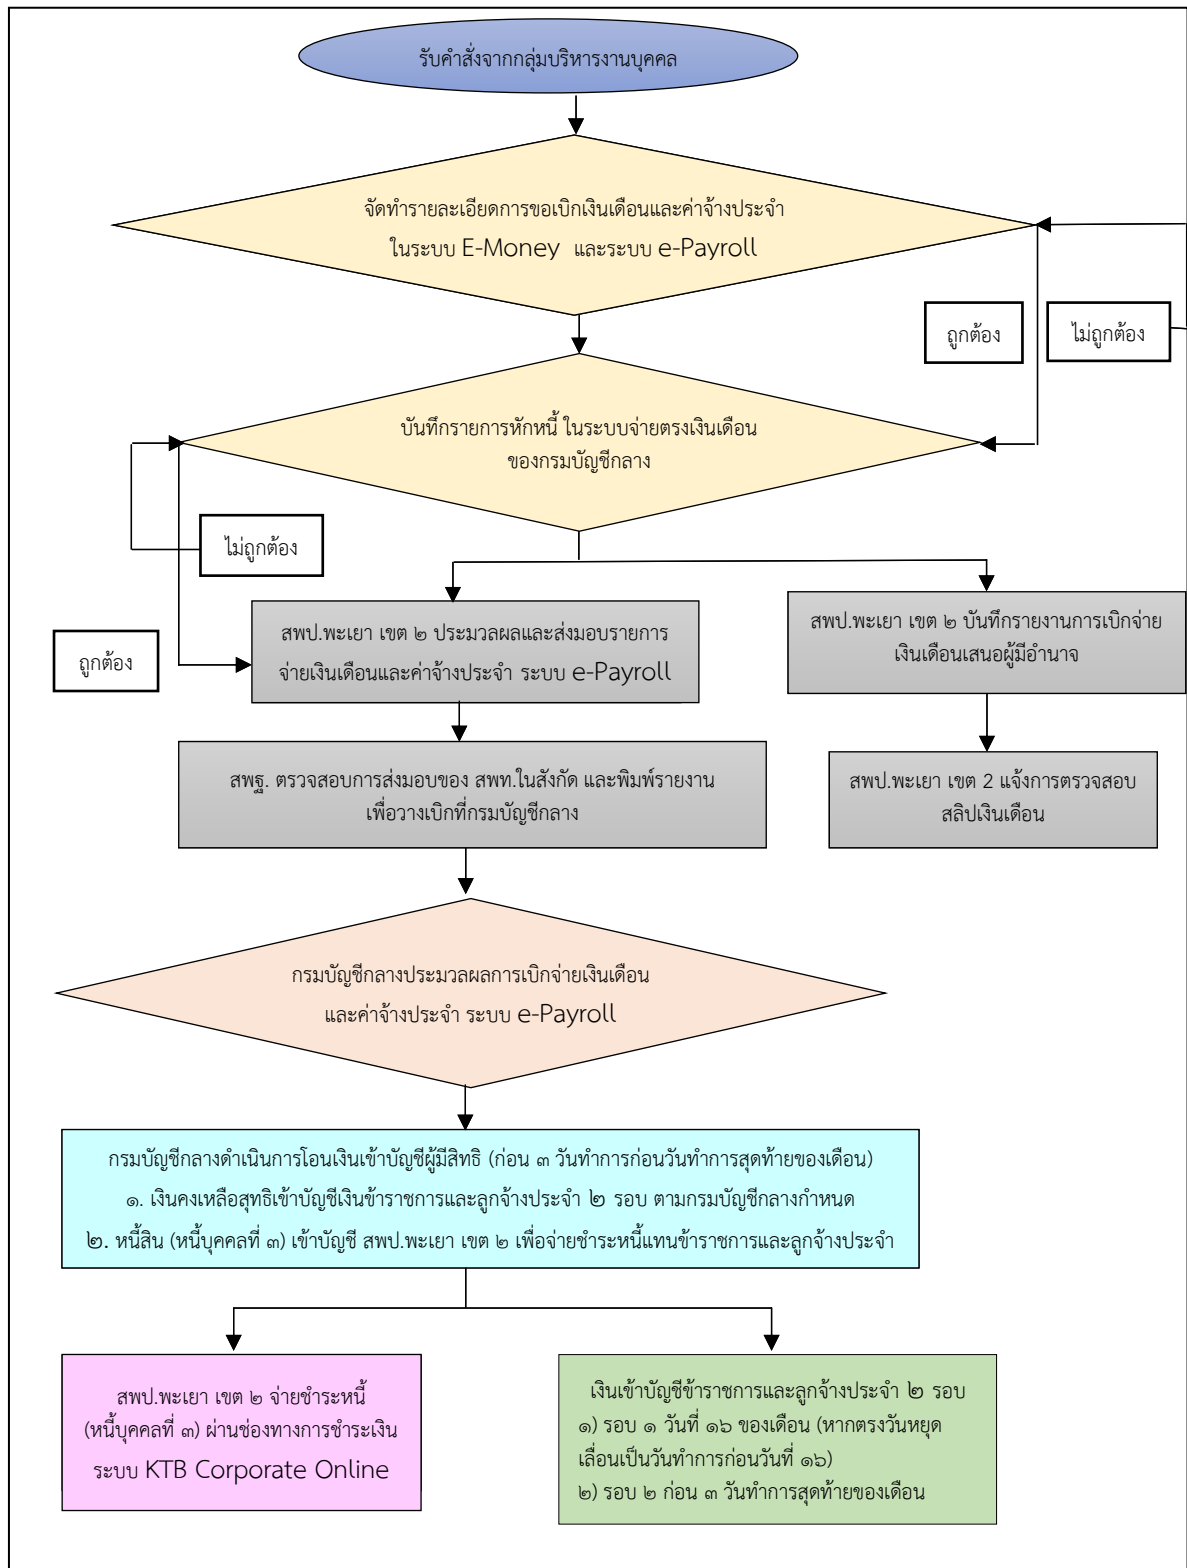 รับคำสั่งจากกลุ่มบริหารงานบุคคล
จัดทำรายละเอียดการขอเบิกเงินเดือนและค่าจ้างประจำ
ในระบบ E-Money และระบบ e-Payroll
ถูกต้อง
ไม่ถูกต้อง
บันทึกรายการหักหนี้ ในระบบจ่ายตรงเงินเดือน
ของกรมบัญชีกลาง
ไม่ถูกต้อง
ถูกต้อง
สพป.พะเยา เขต ๒ ประมวลผลและส่งมอบรายการ
จ่ายเงินเดือนและค่าจ้างประจำ ระบบ e-Payroll
สพป.พะเยา เขต ๒ บันทึกรายงานการเบิกจ่าย
เงินเดือนเสนอผู้มีอำนาจ
สพฐ. ตรวจสอบการส่งมอบของ สพท.ในสังกัด และพิมพ์รายงาน
เพื่อวางเบิกที่กรมบัญชีกลาง
สพป.พะเยา เขต 2 แจ้งการตรวจสอบ
สลิปเงินเดือน
กรมบัญชีกลางประมวลผลการเบิกจ่ายเงินเดือน
และค่าจ้างประจำ ระบบ e-Payroll
กรมบัญชีกลางดำเนินการโอนเงินเข้าบัญชีผู้มีสิทธิ (ก่อน ๓ วันทำการก่อนวันทำการสุดท้ายของเดือน)
๑. เงินคงเหลือสุทธิเข้าบัญชีเงินข้าราชการและลูกจ้างประจำ ๒ รอบ ตามกรมบัญชีกลางกำหนด
๒. หนี้สิน (หนี้บุคคลที่ ๓) เข้าบัญชี สพป.พะเยา เขต ๒ เพื่อจ่ายชำระหนี้แทนข้าราชการและลูกจ้างประจำ
สพป.พะเยา เขต ๒ จ่ายชำระหนี้
(หนี้บุคคลที่ ๓) ผ่านช่องทางการชำระเงิน
ระบบ KTB Corporate Online
เงินเข้าบัญชีข้าราชการและลูกจ้างประจำ ๒ รอบ
๑) รอบ ๑ วันที่ ๑๖ ของเดือน (หากตรงวันหยุด
เลื่อนเป็นวันทำการก่อนวันที่ ๑๖)
๒) รอบ ๒ ก่อน ๓ วันทำการสุดท้ายของเดือน